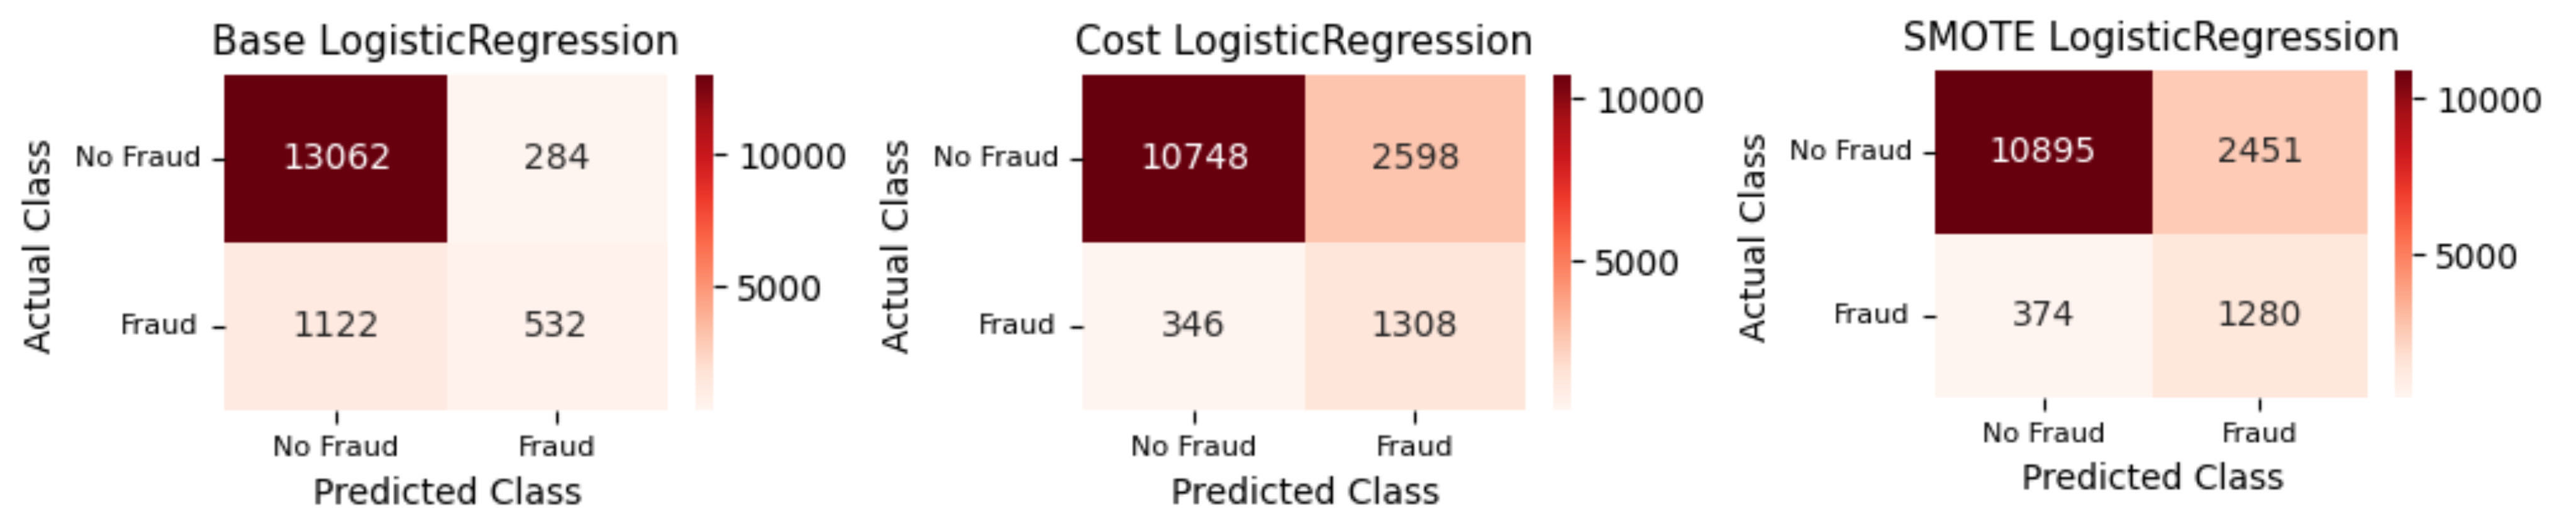 Base LogisticRegression
Actual Class
No Fraud
13062
284
10000
Fraud
1122
532
5000
No Fraud
Fraud
Predicted Class
Cost LogisticRegression
Actual Class
No Fraud
10748
2598
10000
Fraud
346
1308
5000
No Fraud
Fraud
Predicted Class
SMOTE LogisticRegression
Actual Class
No Fraud
10895
2451
10000
Fraud
374
1280
5000
No Fraud
Fraud
Predicted Class